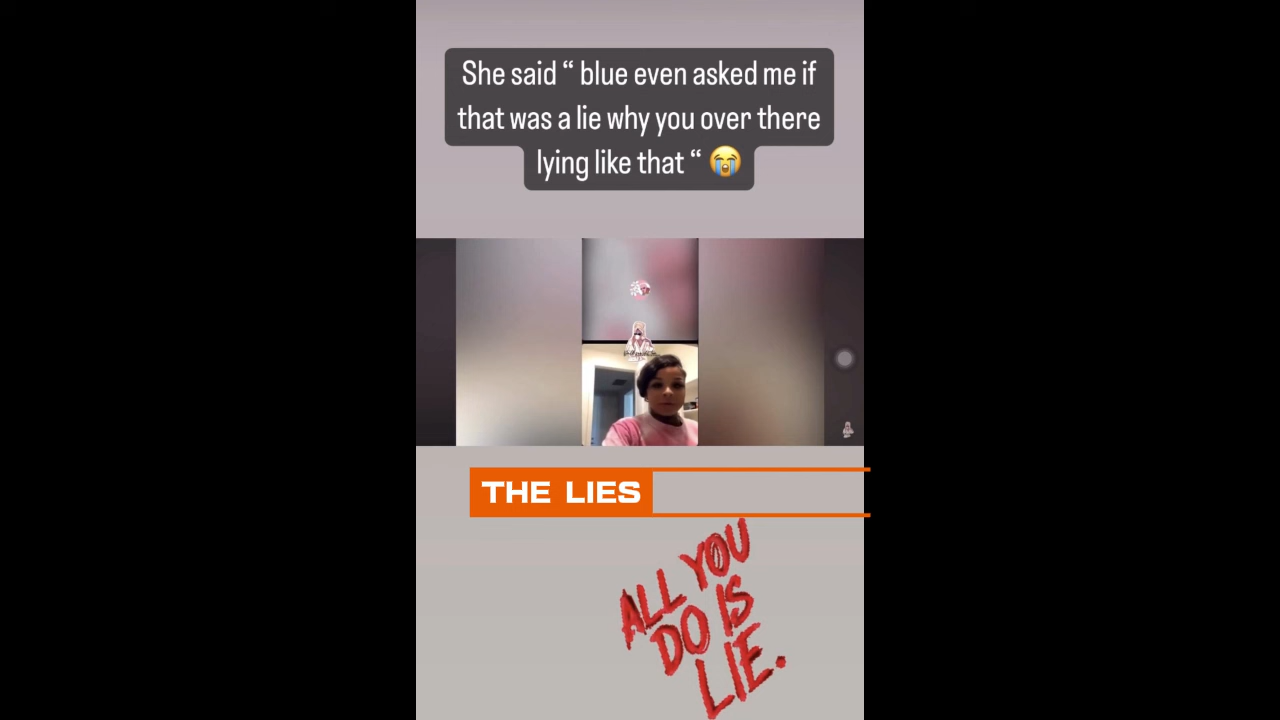 She said “ blue even asked me if
that was a lie why you over there
lying like that “ 😭
THE LIES
ALL YOU
DO IS
LIE.